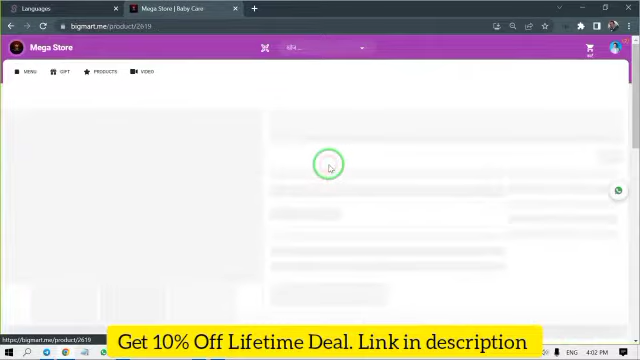 Languages
Mega Store | Baby Care
bigmart.me/product/2619
Mega Store
MENU
GIFT
PRODUCTS
VIDEO
https://bigmart.me/product/2619
Get 10% Off Lifetime Deal. Link in description
ENG
4:02 PM